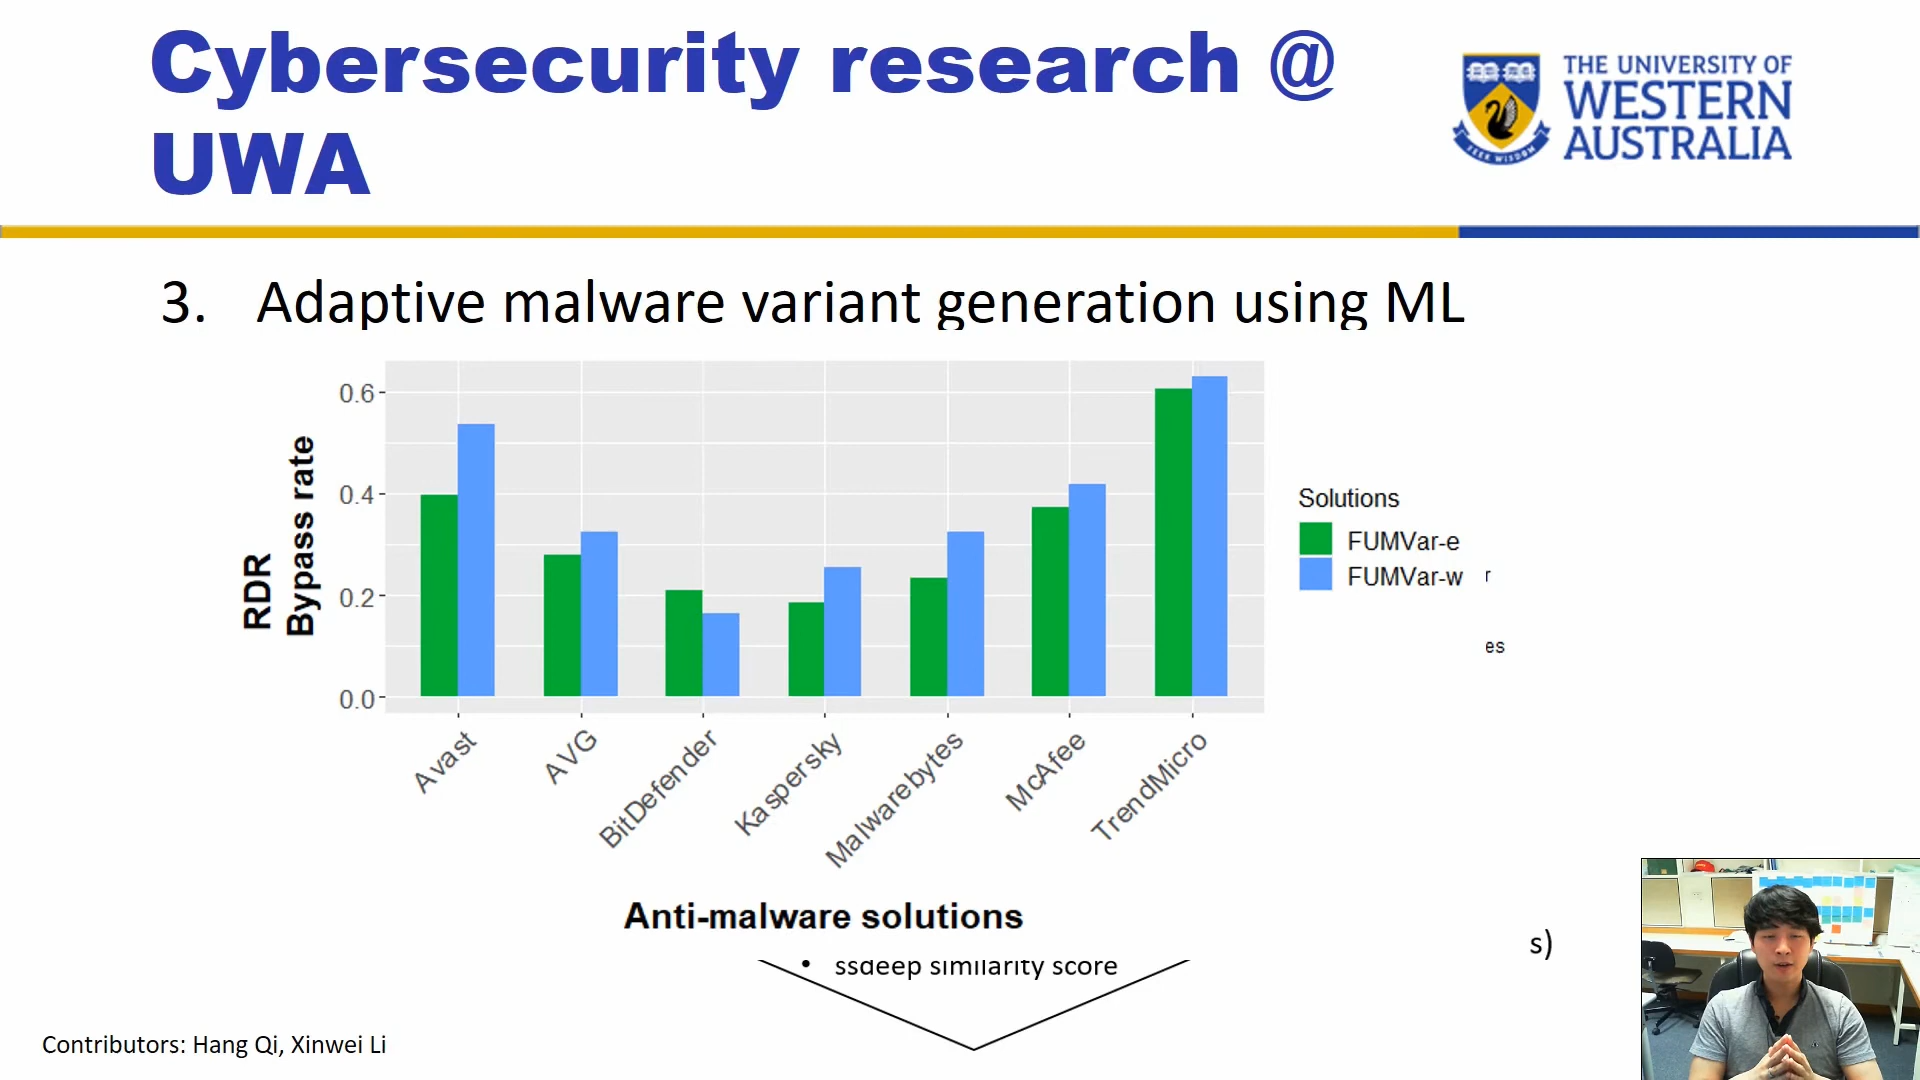 Cybersecurity research @
UWA
THE UNIVERSITY OF
WESTERN
AUSTRALIA
SEEK WISDOM
3. Adaptive malware variant generation using ML
RDR
Bypass rate
0.6
0.4
0.2
0.0
Avast
AVG
BitDefender
Kaspersky
Malwarebytes
McAfee
TrendMicro
Anti-malware solutions
Solutions
FUMVar-e
FUMVar-w
r
es
s)
• ssdeep similarity score
Contributors: Hang Qi, Xinwei Li